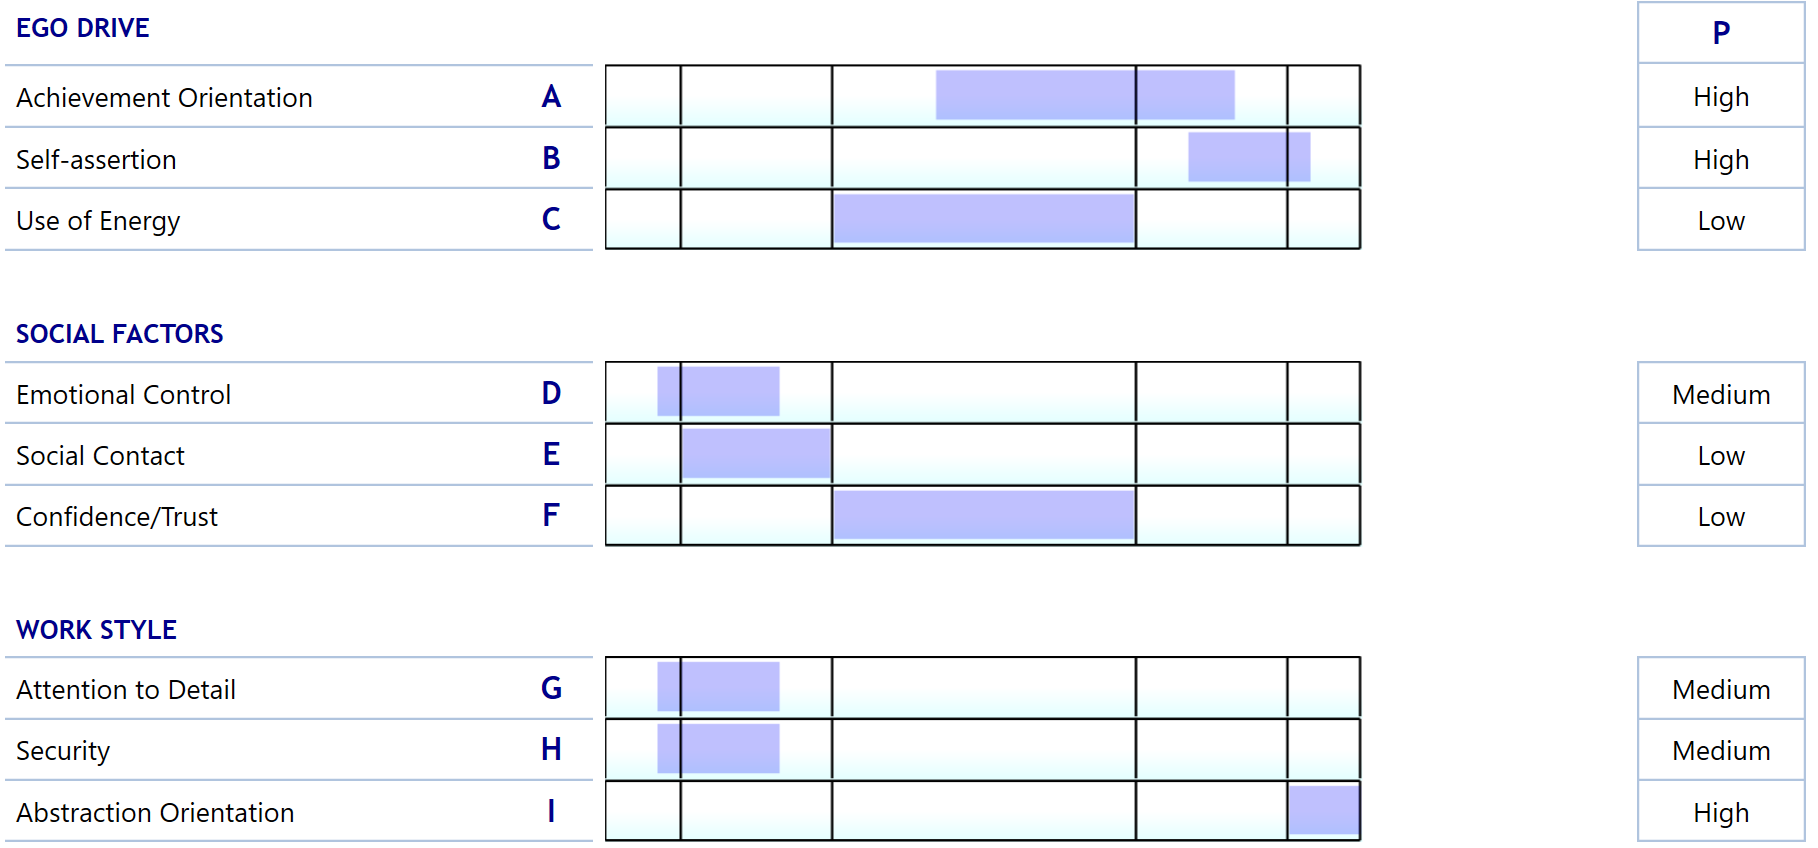 EGO DRIVE P
Achievement Orientation A High
Self-assertion B High
Use of Energy C Low
SOCIAL FACTORS
Emotional Control D Medium
Social Contact E Low
Confidence/Trust F Low
WORK STYLE
Attention to Detail G Medium
Security H Medium
Abstraction Orientation I High